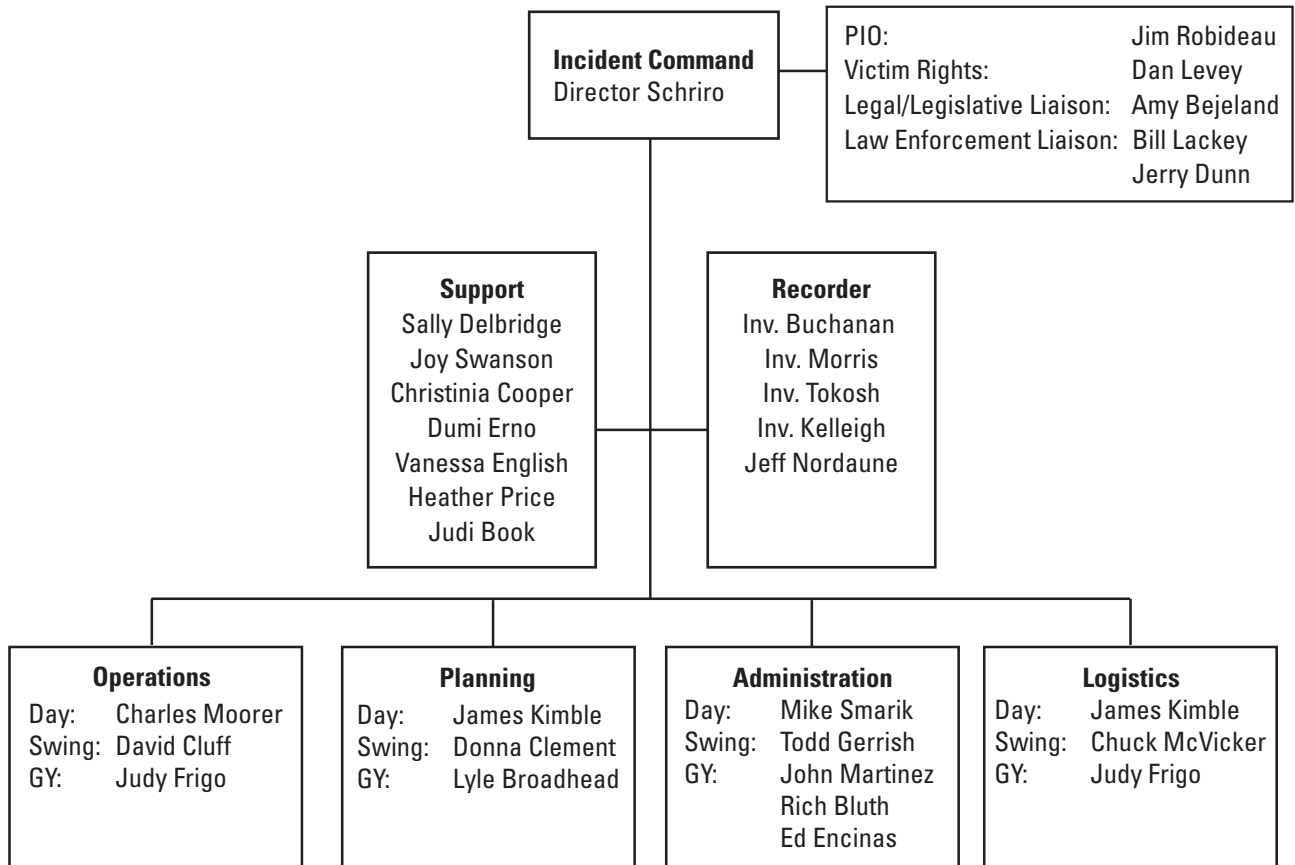 Incident Command
Director Schriro
PIO: Jim Robideau
Victim Rights: Dan Levey
Legal/Legislative Liaison: Amy Bejeland
Law Enforcement Liaison: Bill Lackey
Jerry Dunn
Support
Sally Delbridge
Joy Swanson
Christinia Cooper
Dumi Erno
Vanessa English
Heather Price
Judi Book
Recorder
Inv. Buchanan
Inv. Morris
Inv. Tokosh
Inv. Kelleigh
Jeff Nordaune
Operations
Day: Charles Moorer
Swing: David Cluff
GY: Judy Frigo
Planning
Day: James Kimble
Swing: Donna Clement
GY: Lyle Broadhead
Administration
Day: Mike Smarik
Swing: Todd Gerrish
GY: John Martinez
Rich Bluth
Ed Encinas
Logistics
Day: James Kimble
Swing: Chuck McVicker
GY: Judy Frigo